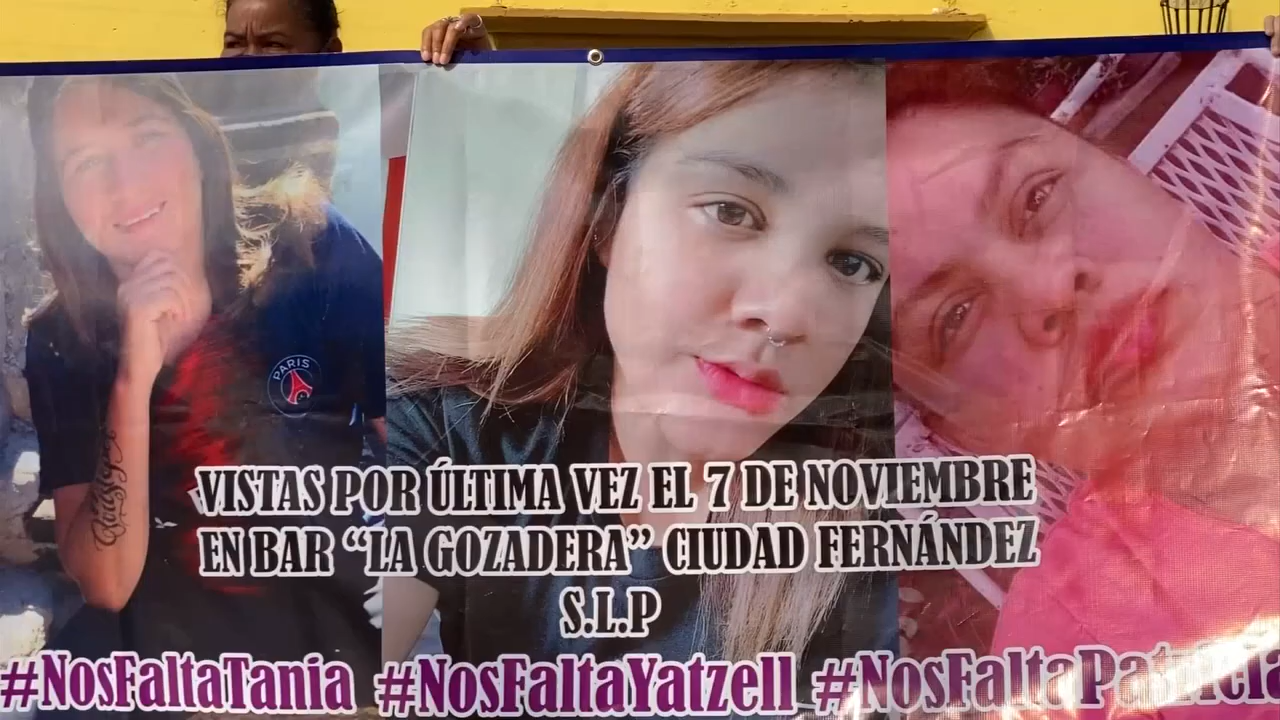 PARIS
VISTAS POR ÚLTIMA VEZ EL 7 DE NOVIEMBRE
EN BAR “LA GOZADERA” CIUDAD FERNÁNDEZ
S.L.P
#NosFaltaTania #NosFaltaYatzell #NosFaltaPatricia